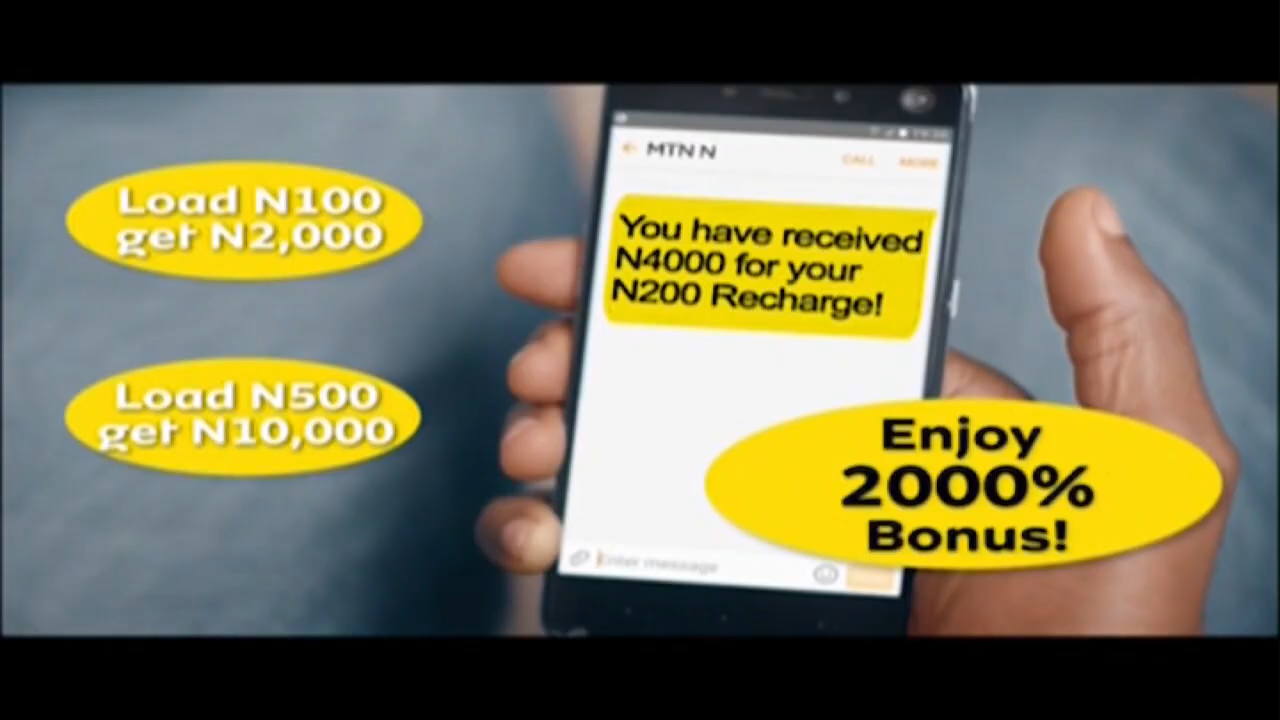 Load N100
get N2,000
Load N500
get N10,000
MTN N
CALL MORE
You have received
N4000 for your
N200 Recharge!
Enter message
Enjoy
2000%
Bonus!